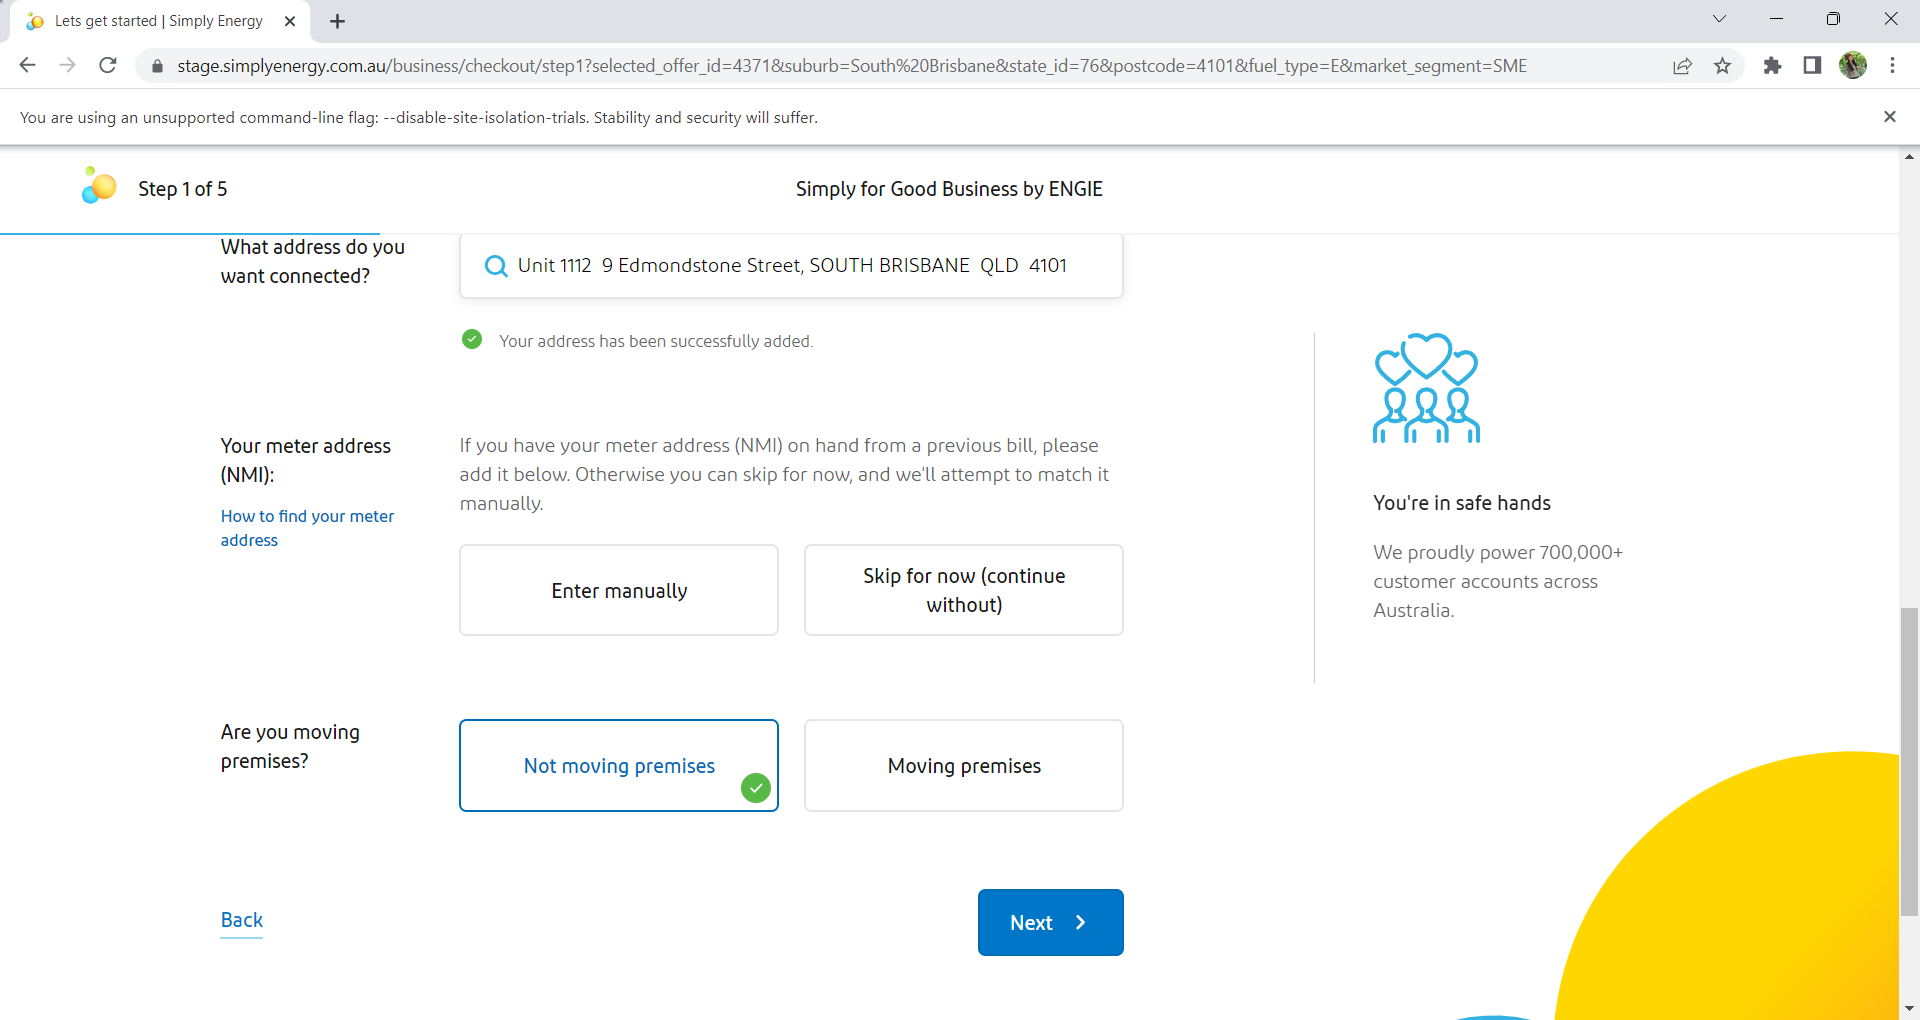 Lets get started | Simply Energy
stage.simplyenergy.com.au/business/checkout/step1?selected_offer_id=4371&suburb=South%20Brisbane&state_id=76&postcode=4101&fuel_type=E&market_segment=SME
You are using an unsupported command-line flag: --disable-site-isolation-trials. Stability and security will suffer.
Step 1 of 5
Simply for Good Business by ENGIE
What address do you
want connected?
Unit 1112 9 Edmondstone Street, SOUTH BRISBANE QLD 4101
Your address has been successfully added.
Your meter address
(NMI):
How to find your meter
address
If you have your meter address (NMI) on hand from a previous bill, please
add it below. Otherwise you can skip for now, and we'll attempt to match it
manually.
Enter manually
Skip for now (continue
without)
You're in safe hands
We proudly power 700,000+
customer accounts across
Australia.
Are you moving
premises?
Not moving premises
Moving premises
Back
Next